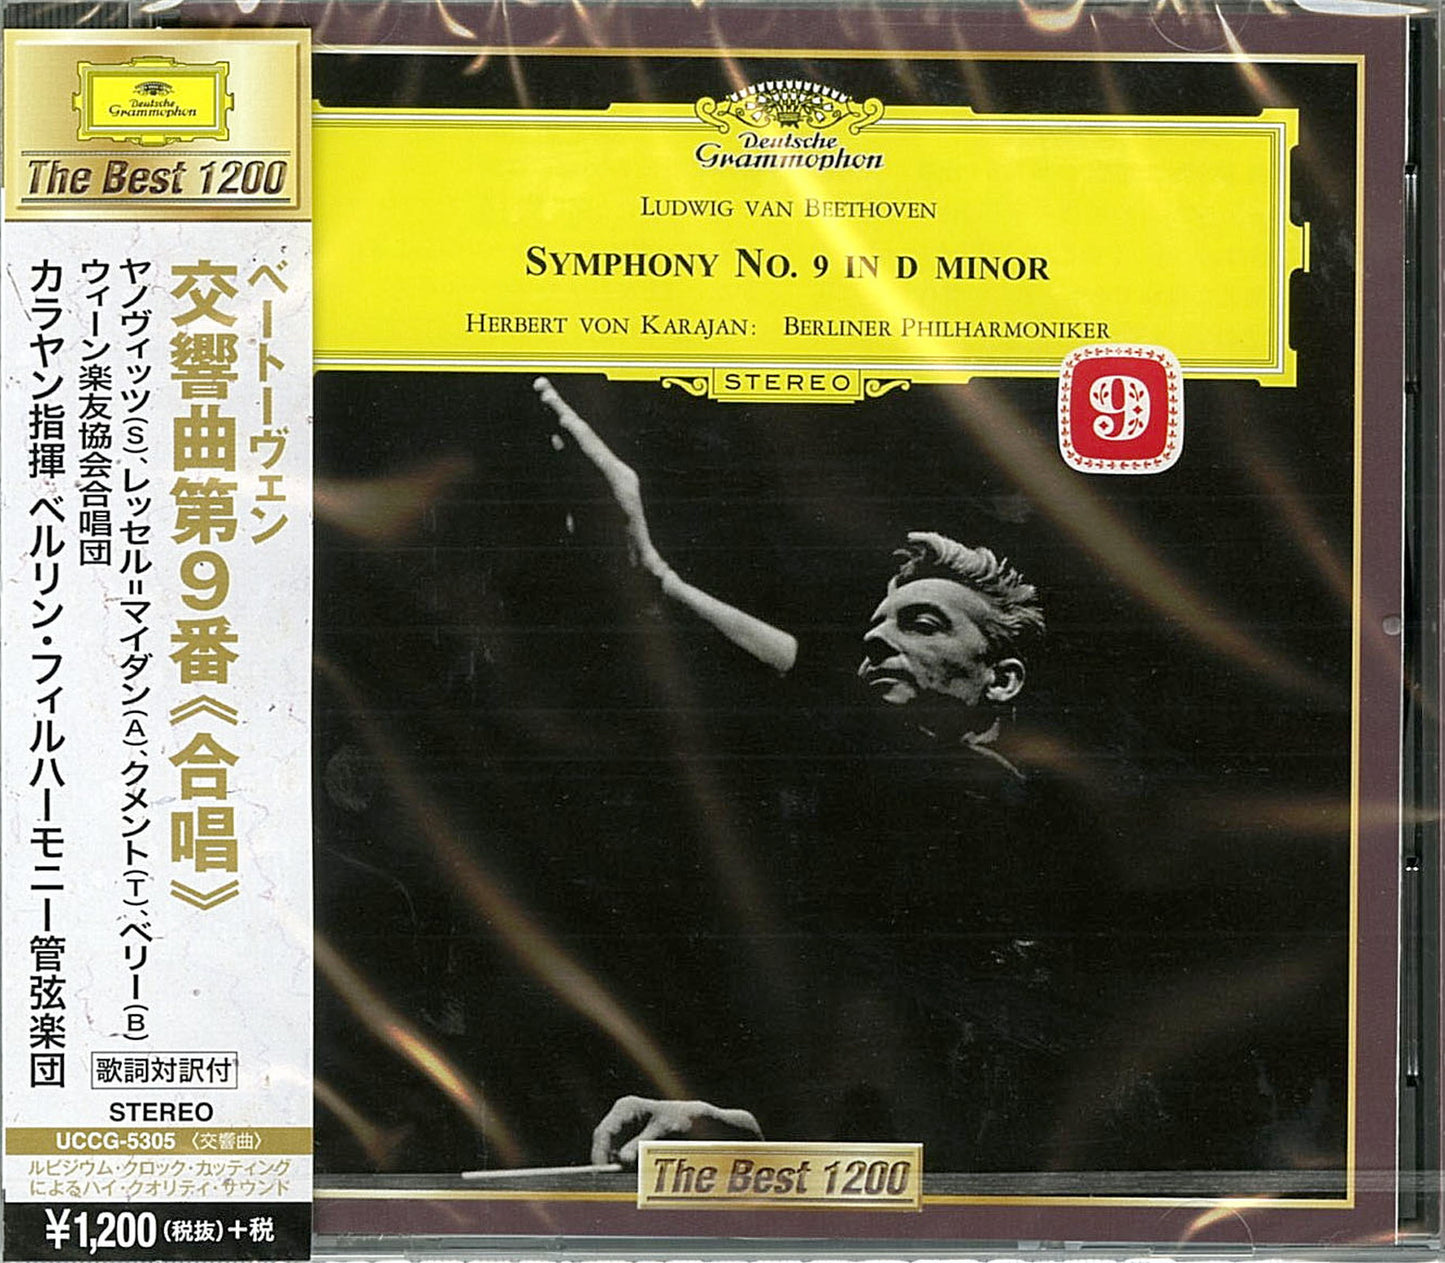 Deutsche
Grammophon
The Best 1200
ベートーヴェン
交響曲第9番《合唱》
ヤノヴィッツ(S)、レッセル=マイダン(A)、クメント(T)、ベリー(B)
ウィーン楽友協会合唱団
カラヤン指揮 ベルリン・フィルハーモニー管弦楽団
歌詞対訳付
STEREO
UCCG-5305 〈交響曲〉
ルビジウム・クロック・カッティング
によるハイ・クオリティ・サウンド
¥1,200(税抜)+税
Deutsche
Grammophon
LUDWIG VAN BEETHOVEN
SYMPHONY NO. 9 IN D MINOR
HERBERT VON KARAJAN: BERLINER PHILHARMONIKER
STEREO
9
The Best 1200